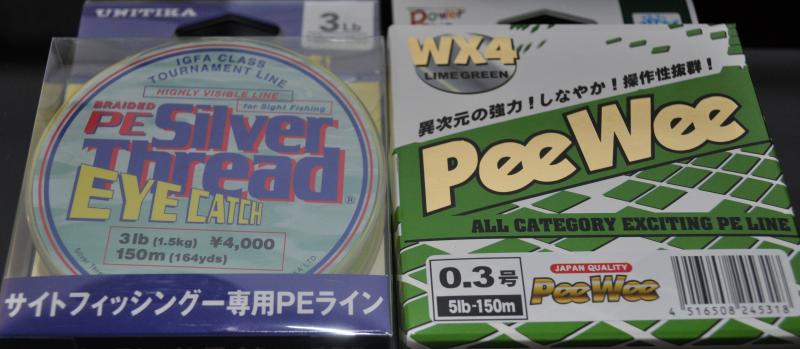 UNITIKA
3Lb
IGFA CLASS
TOURNAMENT LINE
HIGHLY VISIBLE LINE
for Sight Fishing
BRAIDED
PE Silver
Thread
EYE CATCH
3lb (1.5kg) ¥4,000
150m (164yds)
サイトフィッシングー専用PEライン
Power
WX4
LIME GREEN
異次元の強力!しなやか!操作性抜群!
PeeWee
ALL CATEGORY EXCITING PE LINE
0.3号
5lb-150m
JAPAN QUALITY
PeeWee
4 516508 245318